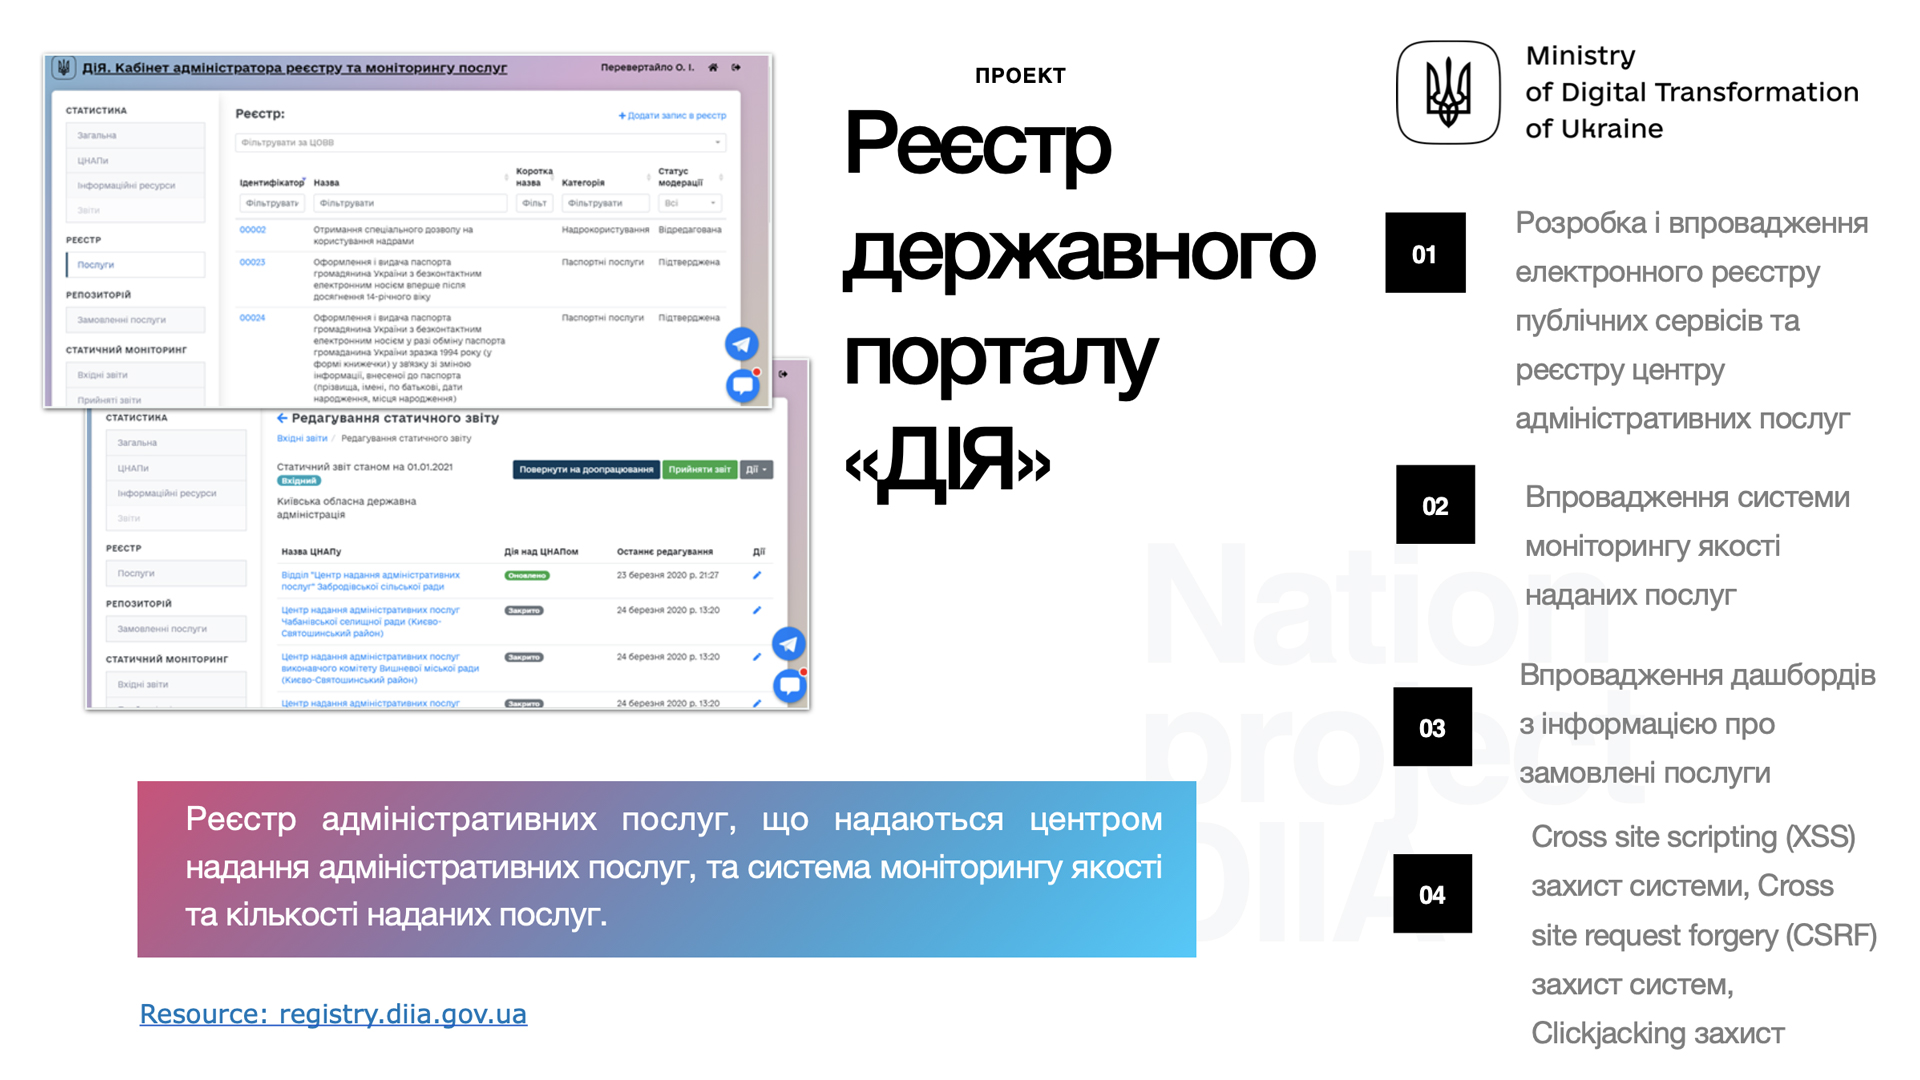 ДіЯ. Кабінет адміністратора реєстру та моніторингу послуг
Перевертайло О. І.
СТАТИСТИКА
Загальна
ЦНАПи
Інформаційні ресурси
Звіти
РЕЄСТР
Послуги
РЕПОЗИТОРІЙ
Замовленні послуги
СТАТИЧНИЙ МОНІТОРИНГ
Вхідні звіти
Прийняті звіти
Реєстр:
+ Додати запис в реєстр
Фільтрувати за ЦОВВ
Ідентифікатор Назва Коротка назва Категорія Статус модерації
Фільтрувати Фільтрувати Фільт Фільтрувати Всі
00002 Отримання спеціального дозволу на Надрокористування Відредагована
користування надрами
00023 Оформлення і видача паспорта Паспортні послуги Підтверджена
громадянина України з безконтактним
електронним носієм вперше після
досягнення 14-річного віку
00024 Оформлення і видача паспорта Паспортні послуги Підтверджена
громадянина України з безконтактним
електронним носієм у разі обміну паспорта
громаданина України зразка 1994 року (у
формі книжечки) у зв'язку зі зміною
інформації, внесеної до паспорта
(прізвища, імені, по батькові, дати
народження, місця народження)
СТАТИСТИКА
Загальна
ЦНАПи
Інформаційні ресурси
Звіти
РЕЄСТР
Послуги
РЕПОЗИТОРІЙ
Замовленні послуги
СТАТИЧНИЙ МОНІТОРИНГ
Вхідні звіти
← Редагування статичного звіту
Вхідні звіти / Редагування статичного звіту
Статичний звіт станом на 01.01.2021
Вхідний
Повернути на доопрацювання Прийняти звіт Дії
Київська обласна державна
адміністрація
Назва ЦНАПу Дія над ЦНАПом Останнє редагування Дії
Відділ "Центр надання адміністративних Оновлено 23 березня 2020 р. 21:27
послуг" Забродівської сільської ради
Центр надання адміністративних послуг Закрито 24 березня 2020 р. 13:20
Чабанівської селищної ради (Києво-
Святошинський район)
Центр надання адміністративних послуг Закрито 24 березня 2020 р. 13:20
виконавчого комітету Вишневої міської ради
(Києво-Святошинський район)
Центр надання адміністративних послуг Закрито 24 березня 2020 р. 13:20
ПРОЕКТ
Реєстр
державного
порталу
«ДІЯ»
Ministry
of Digital Transformation
of Ukraine
01
Розробка і впровадження
електронного реєстру
публічних сервісів та
реєстру центру
адміністративних послуг
02
Впровадження системи
моніторингу якості
наданих послуг
03
Впровадження дашбордів
з інформацією про
замовлені послуги
04
Cross site scripting (XSS)
захист системи, Cross
site request forgery (CSRF)
захист систем,
Clickjacking захист
Nation
project
DIIA
Реєстр адміністративних послуг, що надаються центром
надання адміністративних послуг, та система моніторингу якості
та кількості наданих послуг.
Resource: registry.diia.gov.ua